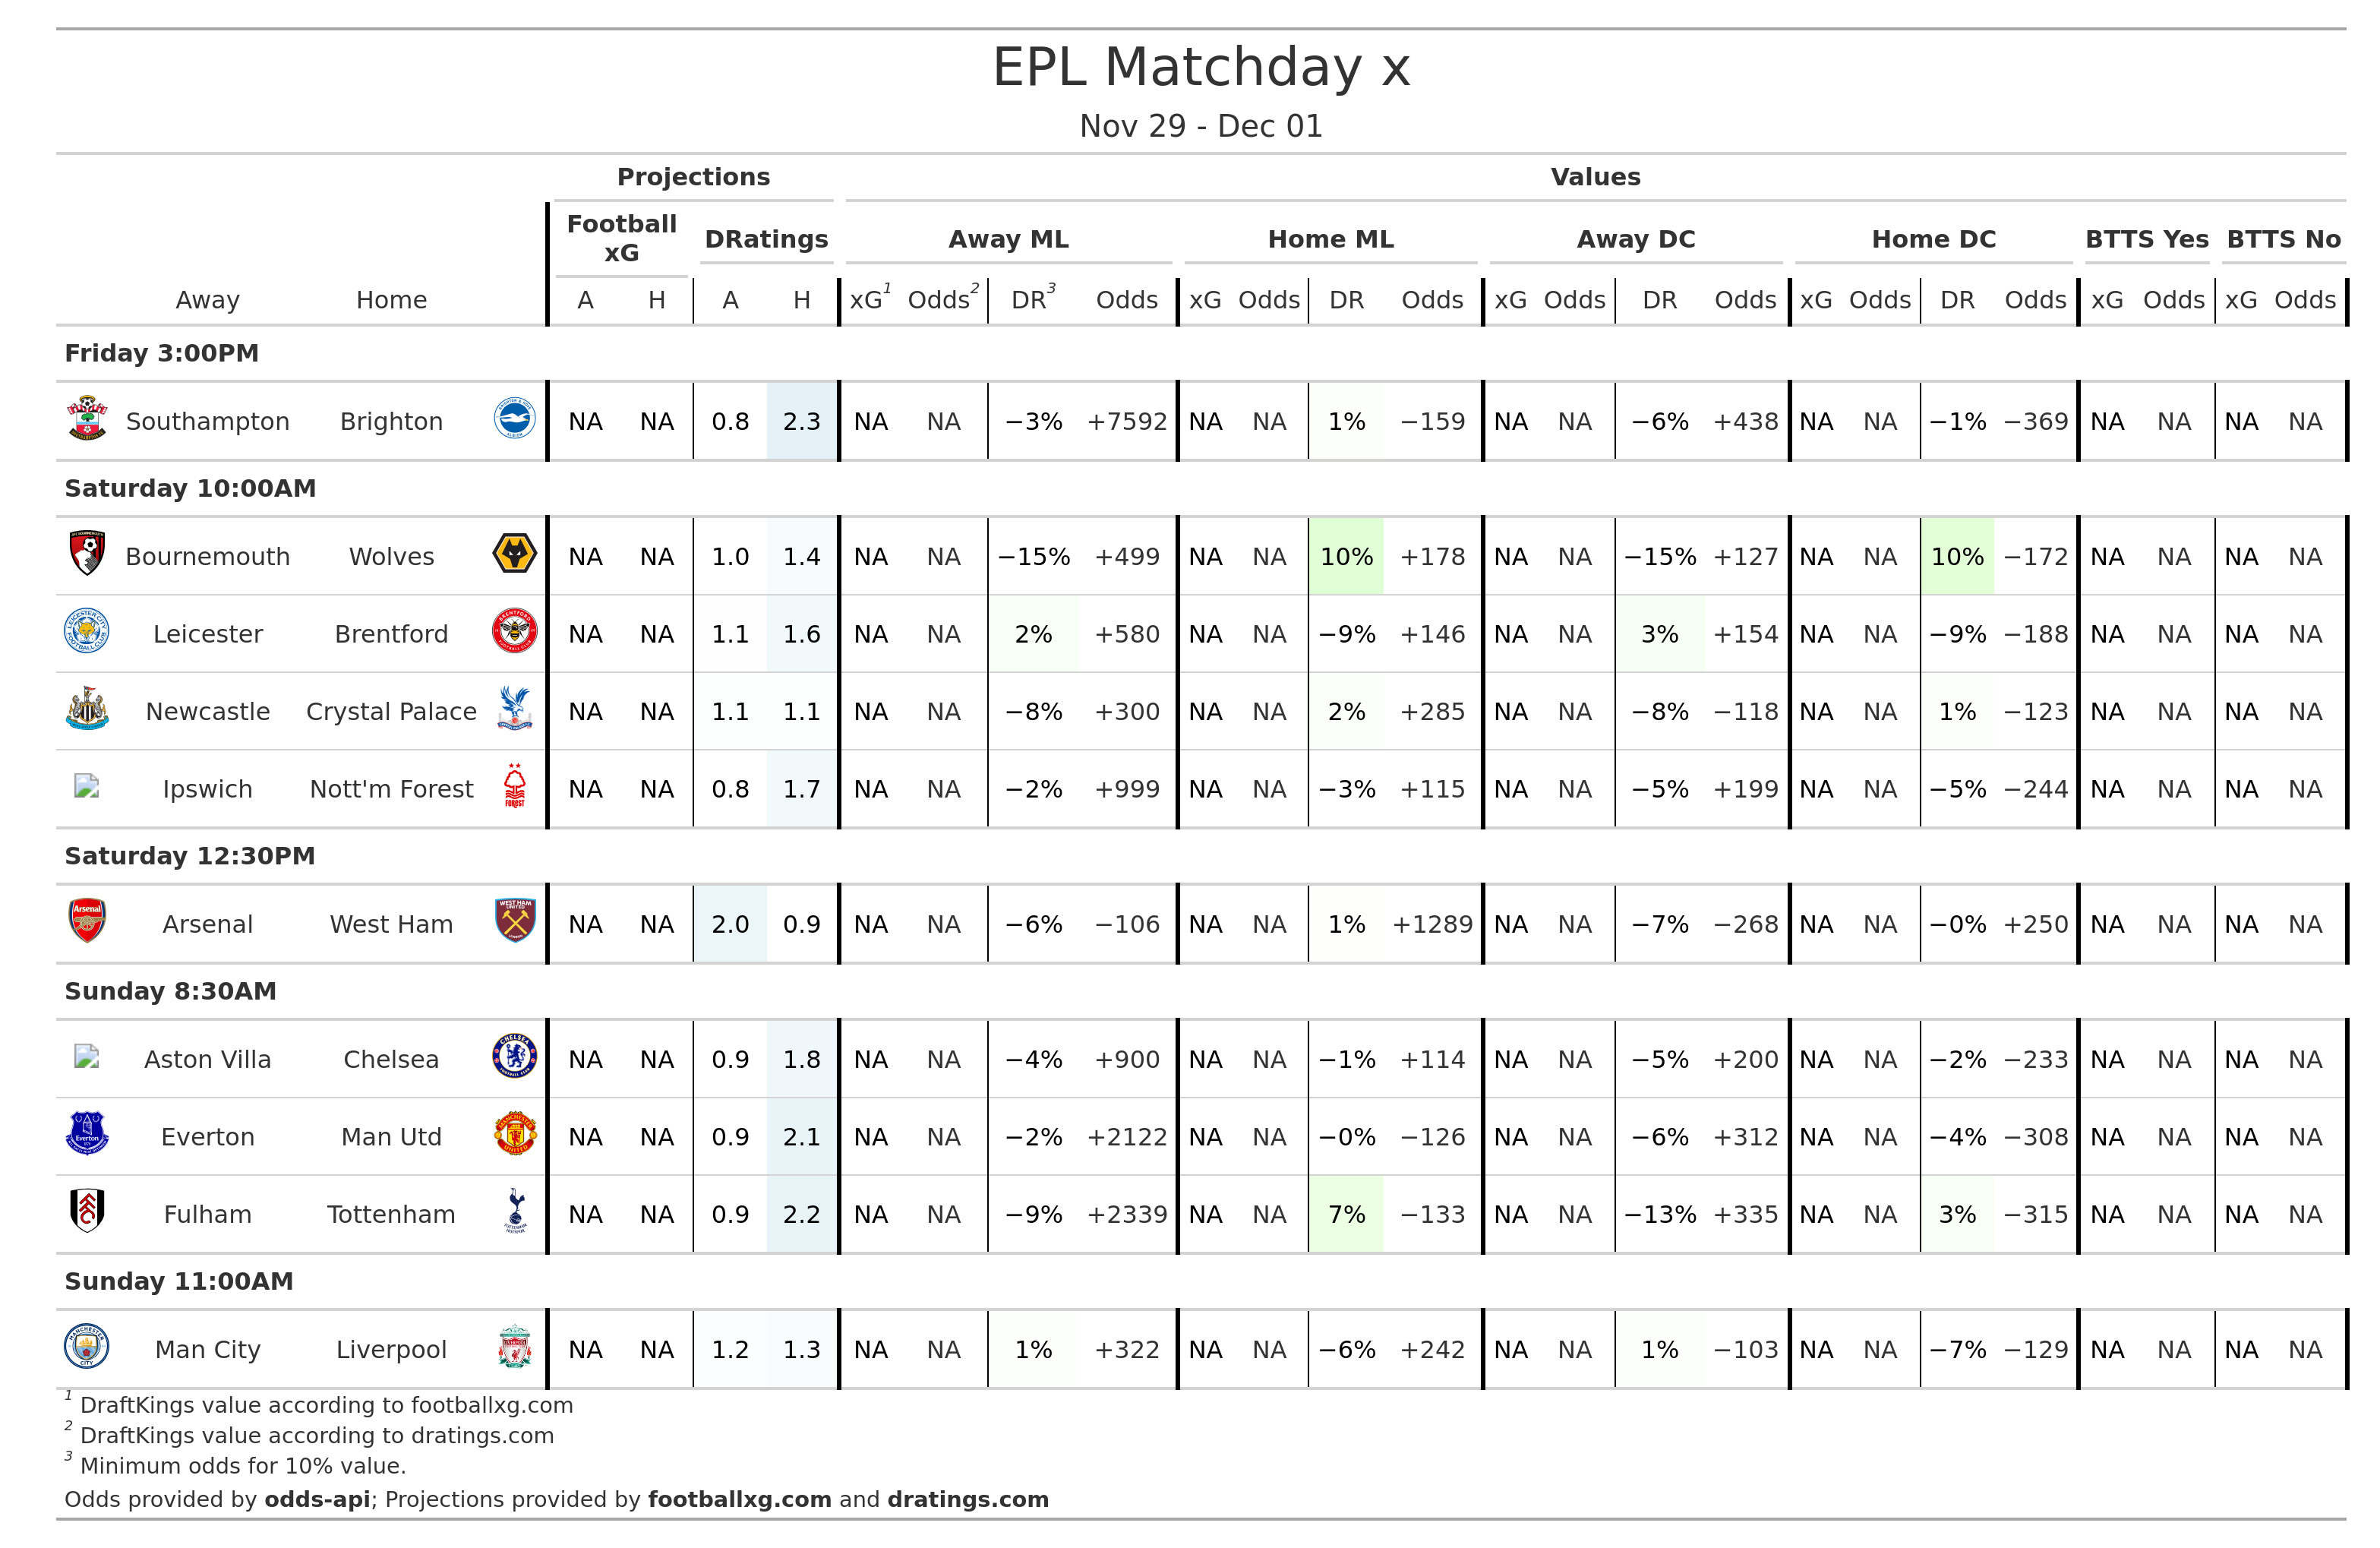 EPL Matchday x
Nov 29 - Dec 01
Projections Values
Football xG DRatings Away ML Home ML Away DC Home DC BTTS Yes BTTS No
Away Home A H A H xG1 Odds2 DR3 Odds xG Odds DR Odds xG Odds DR Odds xG Odds DR Odds xG Odds xG Odds
Friday 3:00PM
Southampton Brighton NA NA 0.8 2.3 NA NA −3% +7592 NA NA 1% −159 NA NA −6% +438 NA NA −1% −369 NA NA NA NA
Saturday 10:00AM
Bournemouth Wolves NA NA 1.0 1.4 NA NA −15% +499 NA NA 10% +178 NA NA −15% +127 NA NA 10% −172 NA NA NA NA
Leicester Brentford NA NA 1.1 1.6 NA NA 2% +580 NA NA −9% +146 NA NA 3% +154 NA NA −9% −188 NA NA NA NA
Newcastle Crystal Palace NA NA 1.1 1.1 NA NA −8% +300 NA NA 2% +285 NA NA −8% −118 NA NA 1% −123 NA NA NA NA
Ipswich Nott'm Forest NA NA 0.8 1.7 NA NA −2% +999 NA NA −3% +115 NA NA −5% +199 NA NA −5% −244 NA NA NA NA
Saturday 12:30PM
Arsenal West Ham NA NA 2.0 0.9 NA NA −6% −106 NA NA 1% +1289 NA NA −7% −268 NA NA −0% +250 NA NA NA NA
Sunday 8:30AM
Aston Villa Chelsea NA NA 0.9 1.8 NA NA −4% +900 NA NA −1% +114 NA NA −5% +200 NA NA −2% −233 NA NA NA NA
Everton Man Utd NA NA 0.9 2.1 NA NA −2% +2122 NA NA −0% −126 NA NA −6% +312 NA NA −4% −308 NA NA NA NA
Fulham Tottenham NA NA 0.9 2.2 NA NA −9% +2339 NA NA 7% −133 NA NA −13% +335 NA NA 3% −315 NA NA NA NA
Sunday 11:00AM
Man City Liverpool NA NA 1.2 1.3 NA NA 1% +322 NA NA −6% +242 NA NA 1% −103 NA NA −7% −129 NA NA NA NA
1 DraftKings value according to footballxg.com
2 DraftKings value according to dratings.com
3 Minimum odds for 10% value.
Odds provided by odds-api; Projections provided by footballxg.com and dratings.com